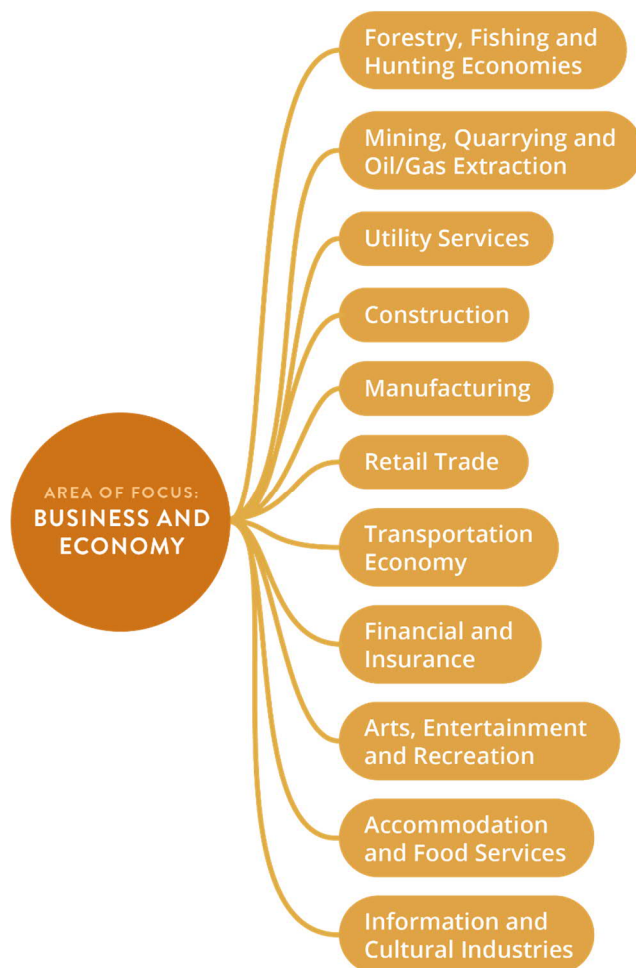 Forestry, Fishing and
Hunting Economies
Mining, Quarrying and
Oil/Gas Extraction
Utility Services
Construction
Manufacturing
Retail Trade
AREA OF FOCUS:
BUSINESS AND
ECONOMY
Transportation
Economy
Financial and
Insurance
Arts, Entertainment
and Recreation
Accommodation
and Food Services
Information and
Cultural Industries